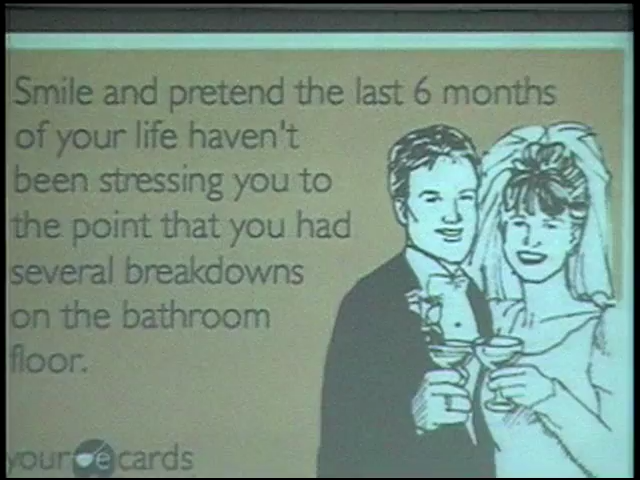 Smile and pretend the last 6 months
of your life haven't
been stressing you to
the point that you had
several breakdowns
on the bathroom
floor.
your e cards